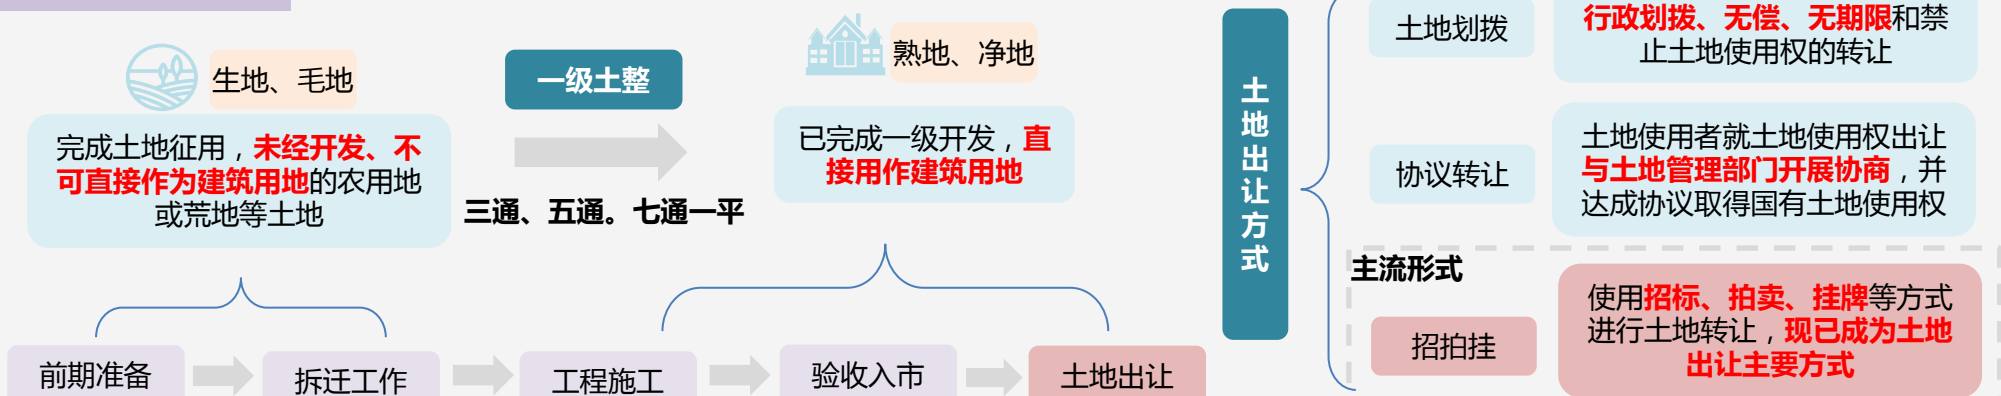 生地、毛地
完成土地征用，未经开发、不
可直接作为建筑用地的农用地
或荒地等土地
一级土整
三通、五通。七通一平
熟地、净地
已完成一级开发，直
接用作建筑用地
前期准备
拆迁工作
工程施工
验收入市
土地出让
土地出让方式
土地划拨
行政划拨、无偿、无期限和禁
止土地使用权的转让
协议转让
土地使用者就土地使用权出让
与土地管理部门开展协商，并
达成协议取得国有土地使用权
主流形式
招拍挂
使用招标、拍卖、挂牌等方式
进行土地转让，现已成为土地
出让主要方式